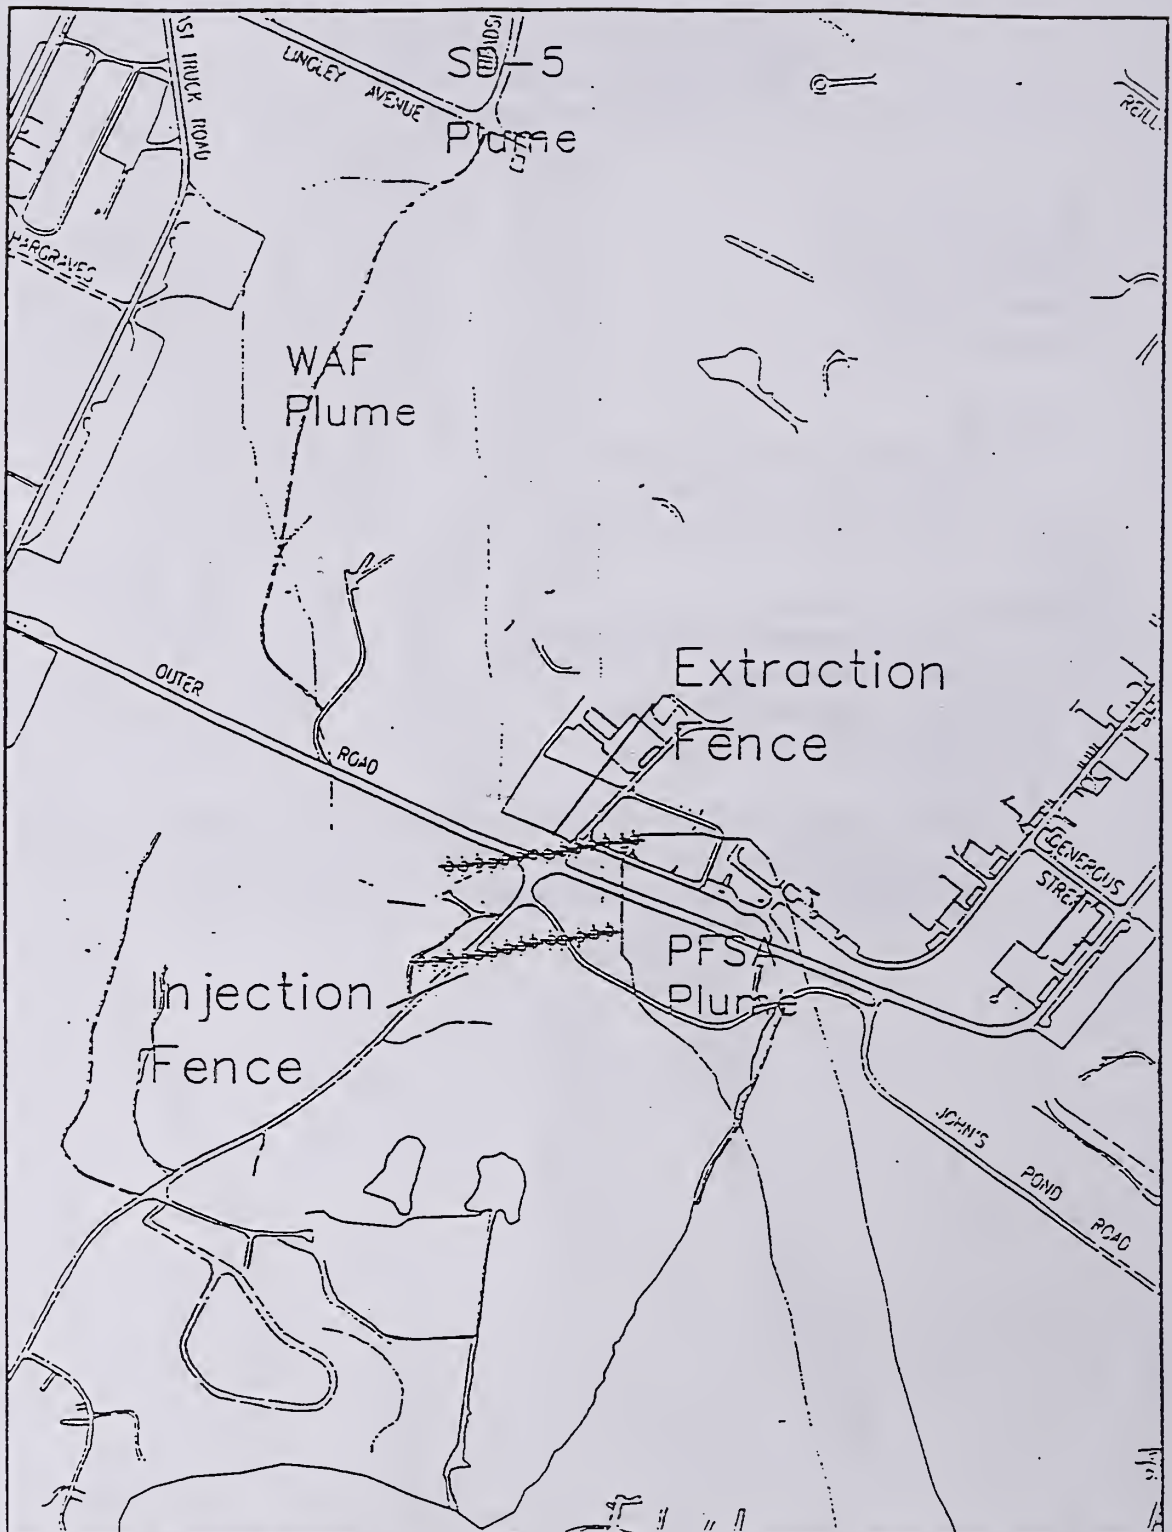 LINGLEY AVENUE
SD-5
Plume
TRUCK ROAD
HARGRAVES
WAF
Plume
OUTER ROAD
Extraction
Fence
GENEROUS
STREET
PFSA
Plume
Injection
Fence
JOHN'S POND ROAD